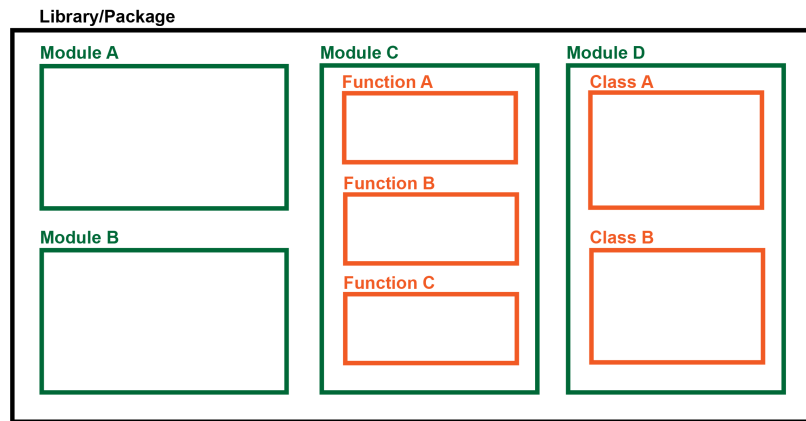 Library/Package
Module A
Module B
Module C
Function A
Function B
Function C
Module D
Class A
Class B